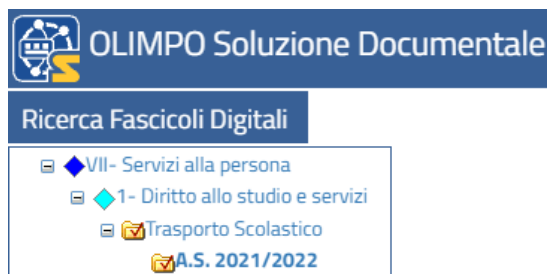 OLIMPO Soluzione Documentale
Ricerca Fascicoli Digitali
VII- Servizi alla persona
1- Diritto allo studio e servizi
Trasporto Scolastico
A.S. 2021/2022